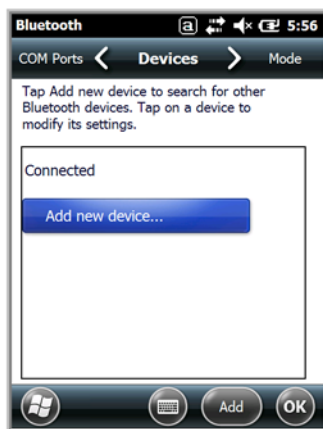 Bluetooth a 5:56
COM Ports Devices Mode
Tap Add new device to search for other
Bluetooth devices. Tap on a device to
modify its settings.
Connected
Add new device...
Add OK